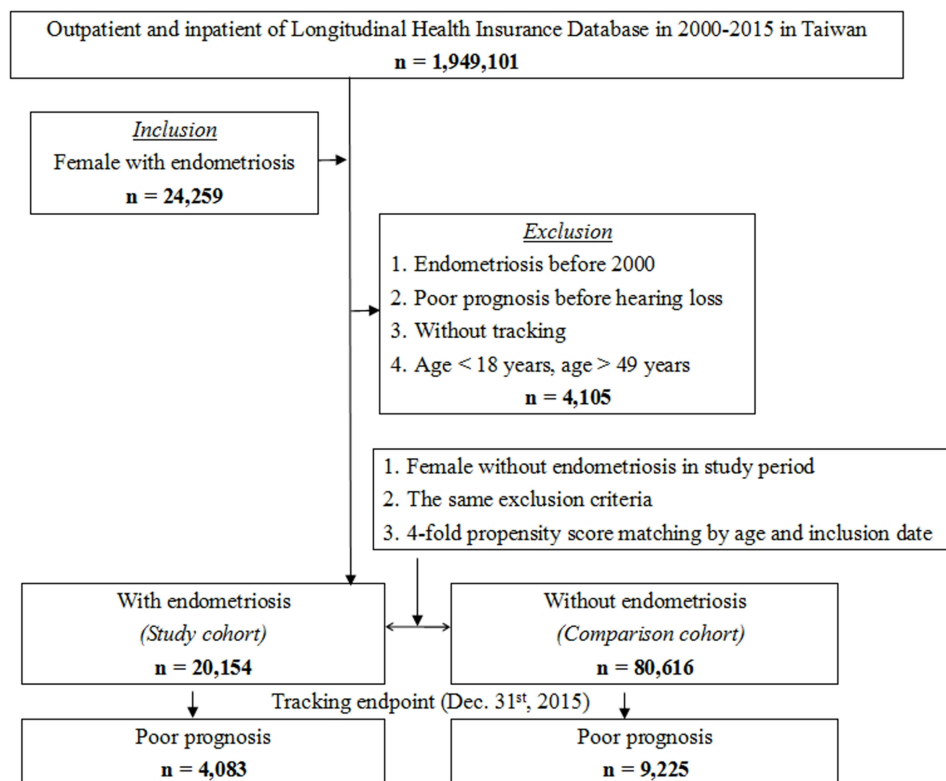 Outpatient and inpatient of Longitudinal Health Insurance Database in 2000-2015 in Taiwan
n = 1,949,101
Inclusion
Female with endometriosis
n = 24,259
Exclusion
1. Endometriosis before 2000
2. Poor prognosis before hearing loss
3. Without tracking
4. Age < 18 years, age > 49 years
n = 4,105
1. Female without endometriosis in study period
2. The same exclusion criteria
3. 4-fold propensity score matching by age and inclusion date
With endometriosis
(Study cohort)
n = 20,154
Without endometriosis
(Comparison cohort)
n = 80,616
Tracking endpoint (Dec. 31st, 2015)
Poor prognosis
n = 4,083
Poor prognosis
n = 9,225